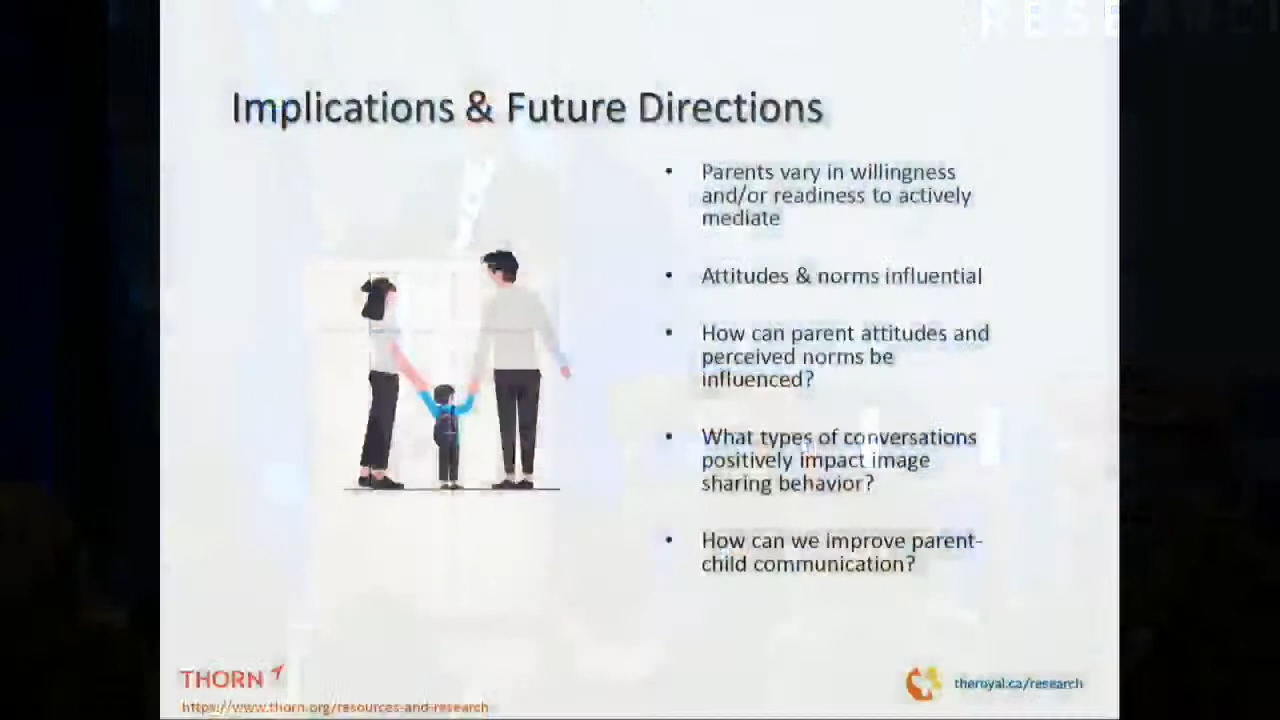 Implications & Future Directions
• Parents vary in willingness
and/or readiness to actively
mediate
• Attitudes & norms influential
• How can parent attitudes and
perceived norms be
influenced?
• What types of conversations
positively impact image
sharing behavior?
• How can we improve parent-
child communication?
THORN
https://www.thorn.org/resources-and-research
theroyal.ca/research